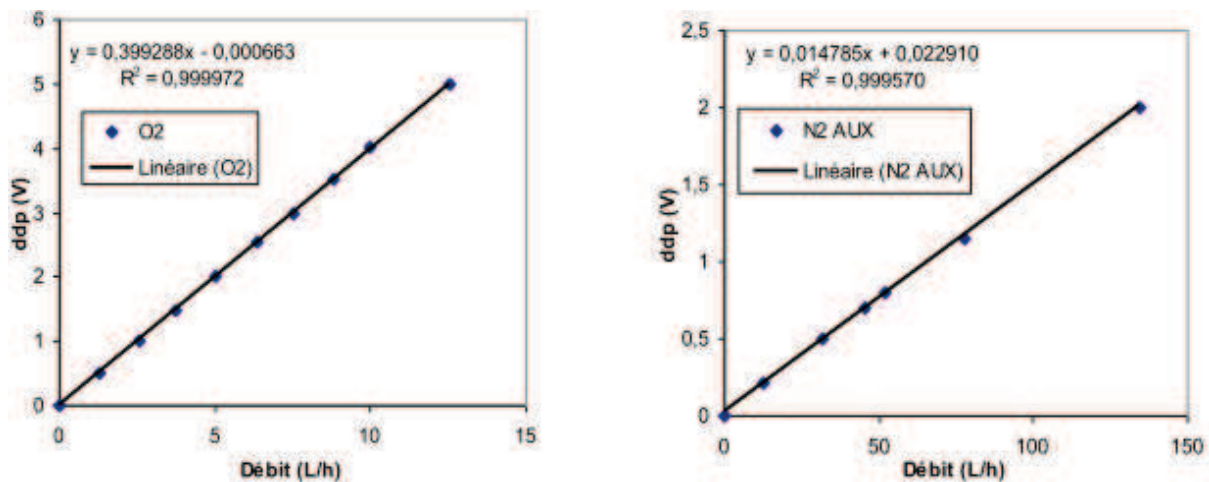 6
5
4
3
2
1
0
ddp (V)
y = 0,399288x - 0,000663
R² = 0,999972
O2
Linéaire (O2)
0 5 10 15
Débit (L/h)
2,5
2
1,5
1
0,5
0
ddp (V)
y = 0,014785x + 0,022910
R² = 0,999570
N2 AUX
Linéaire (N2 AUX)
0 50 100 150
Débit (L/h)